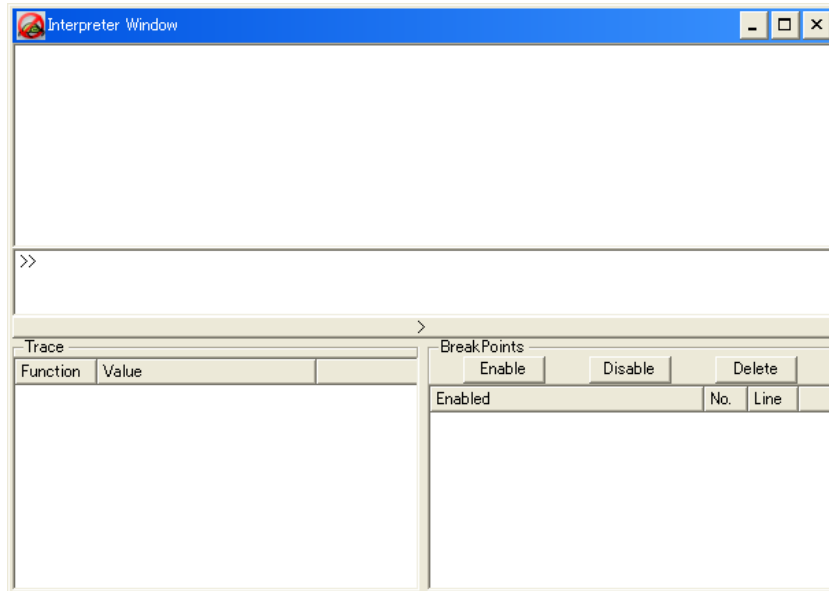 Interpreter Window
>>
>
Trace
Function Value
BreakPoints
Enable Disable Delete
Enabled No. Line